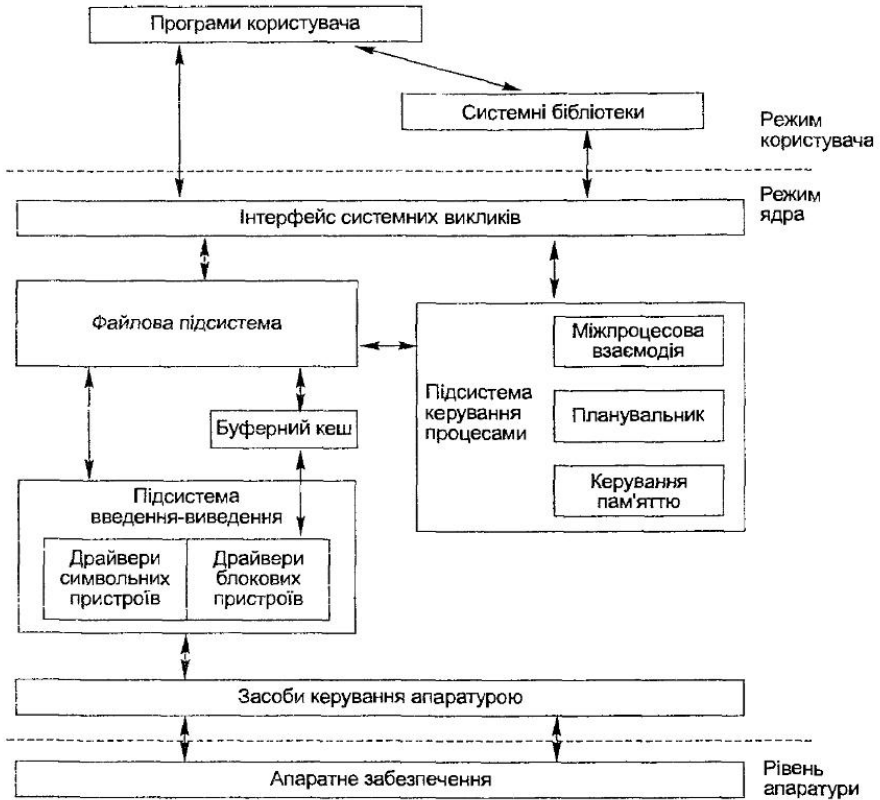 Програми користувача
Системні бібліотеки
Режим
користувача
Режим
ядра
Інтерфейс системних викликів
Файлова підсистема
Міжпроцесова
взаємодія
Підсистема
керування
процесами
Планувальник
Керування
пам'яттю
Буферний кеш
Підсистема
введення-виведення
Драйвери
символьних
пристроїв
Драйвери
блокових
пристроїв
Засоби керування апаратурою
Апаратне забезпечення
Рівень
апаратури